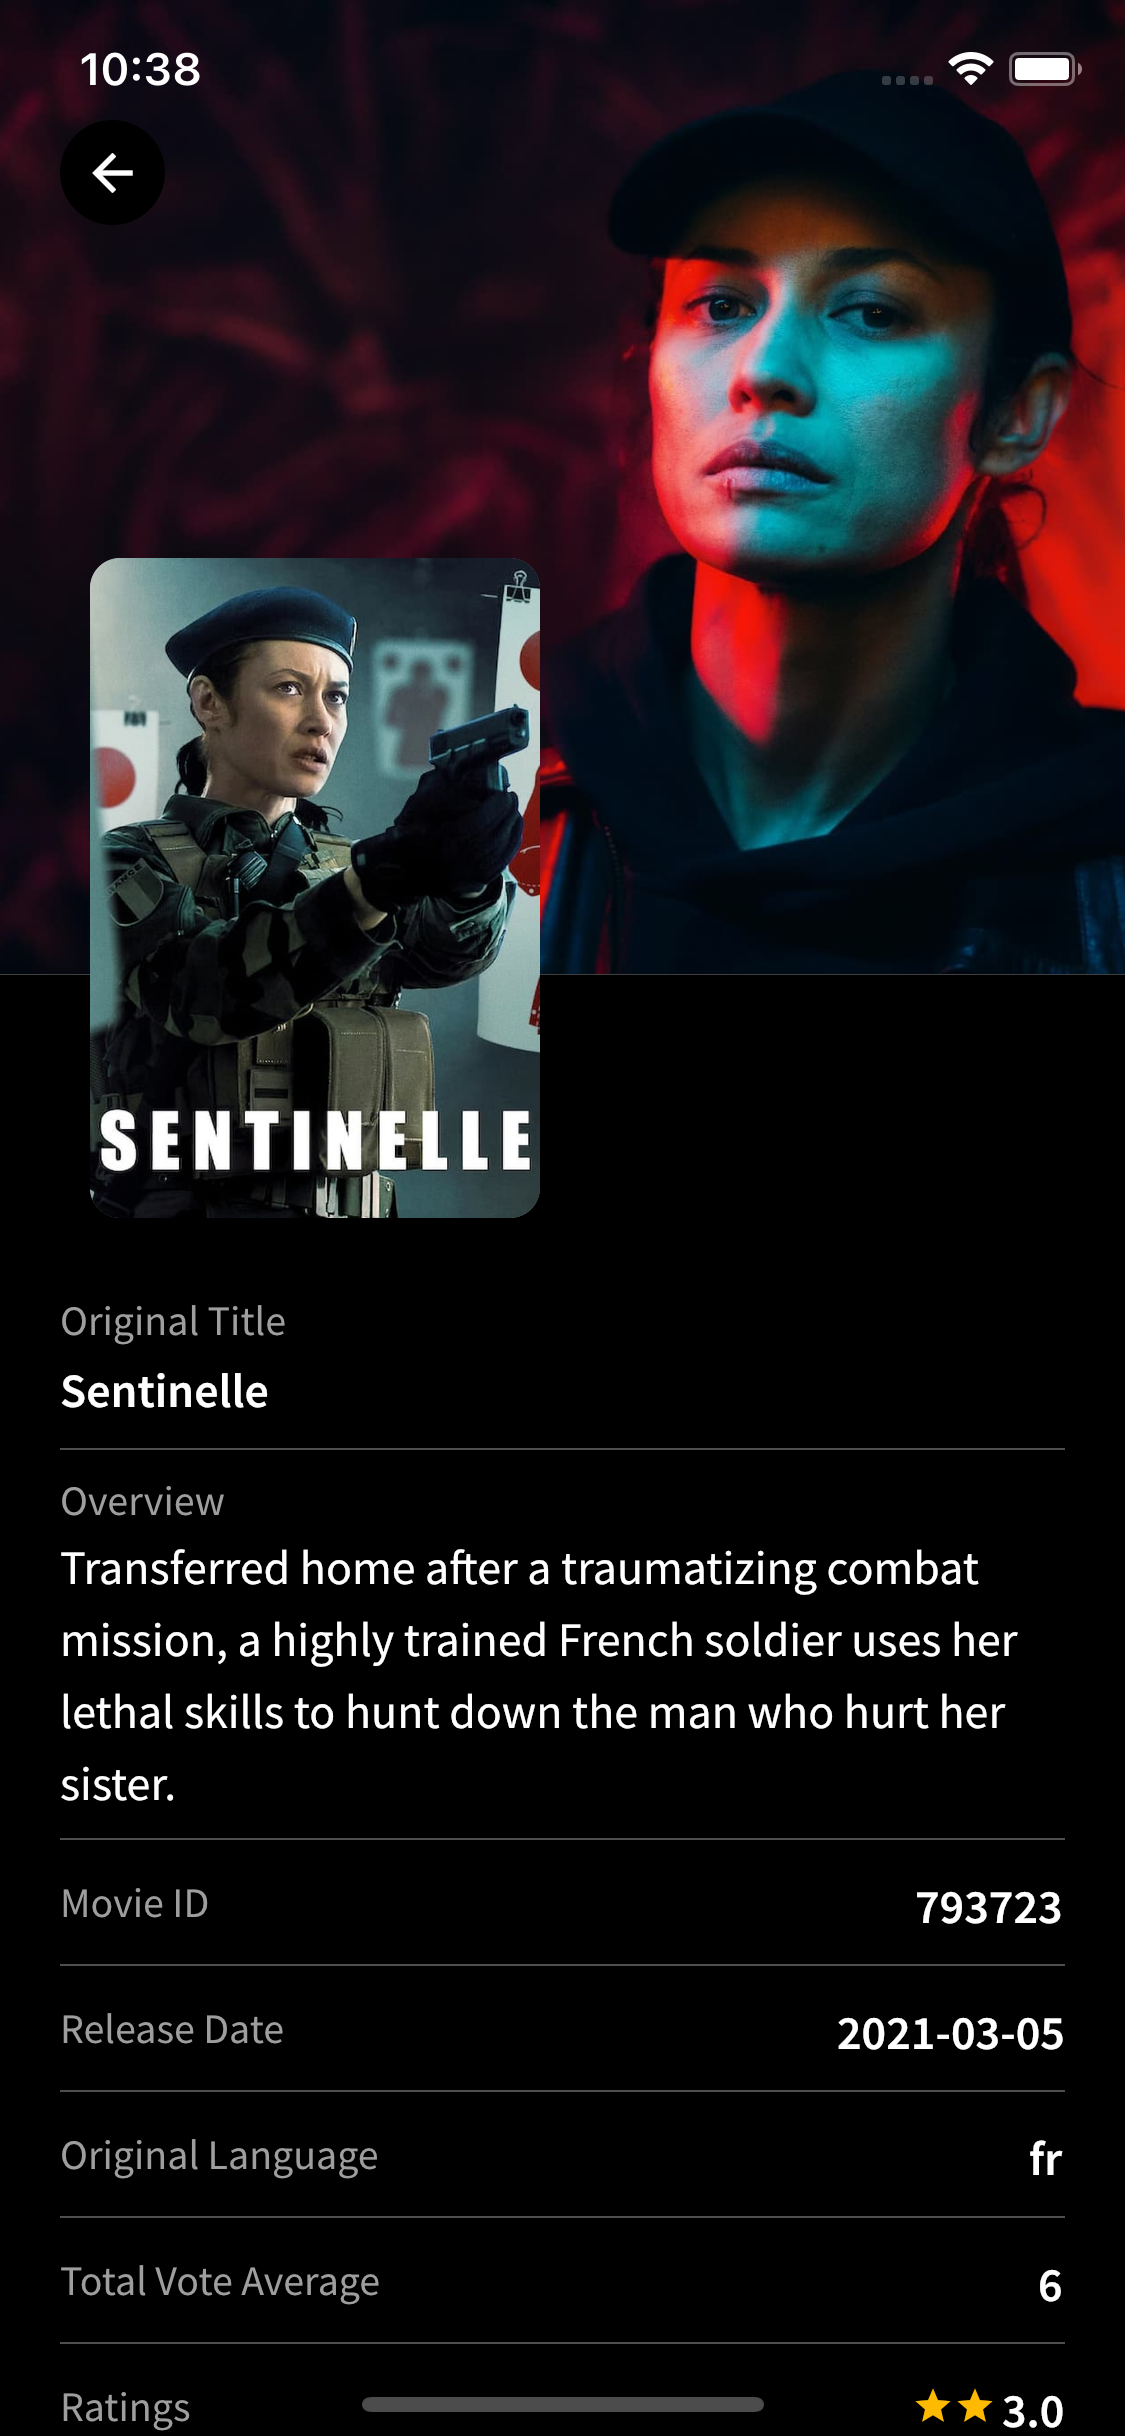 10:38
SENTINELLE
Original Title
Sentinelle
Overview
Transferred home after a traumatizing combat
mission, a highly trained French soldier uses her
lethal skills to hunt down the man who hurt her
sister.
Movie ID
793723
Release Date
2021-03-05
Original Language
fr
Total Vote Average
6
Ratings
3.0